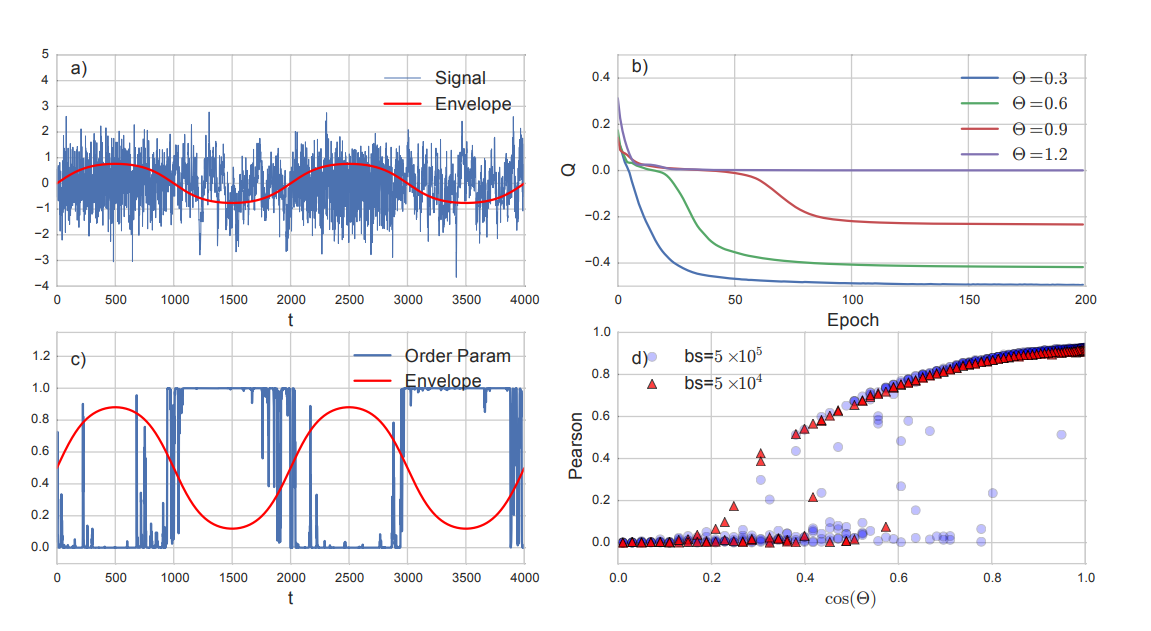 a)
Signal
Envelope
5
4
3
2
1
0
−1
−2
−3
−4
0 500 1000 1500 2000 2500 3000 3500 4000
t
b)
Θ=0.3
Θ=0.6
Θ=0.9
Θ=1.2
Q
0.4
0.2
0.0
−0.2
−0.4
0 50 100 150 200
Epoch
c)
Order Param
Envelope
1.2
1.0
0.8
0.6
0.4
0.2
0.0
0 500 1000 1500 2000 2500 3000 3500 4000
t
d)
bs=5 ×10⁵
bs=5 ×10⁴
Pearson
1.0
0.8
0.6
0.4
0.2
0.0
0.0 0.2 0.4 0.6 0.8 1.0
cos(Θ)